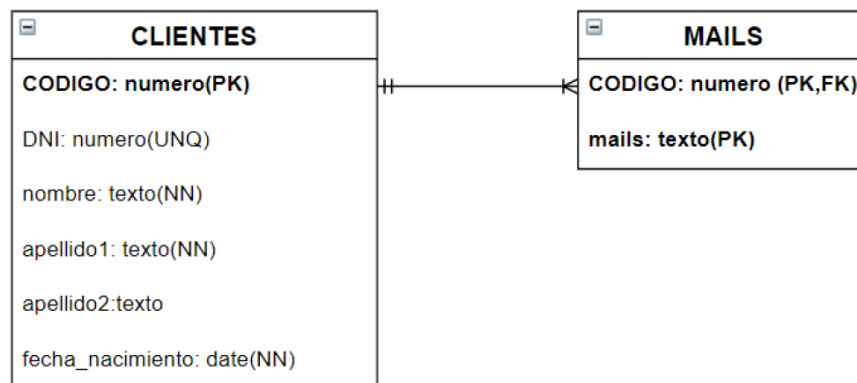 CLIENTES
CODIGO: numero(PK)
DNI: numero(UNQ)
nombre: texto(NN)
apellido1: texto(NN)
apellido2:texto
fecha_nacimiento: date(NN)
MAILS
CODIGO: numero (PK,FK)
mails: texto(PK)